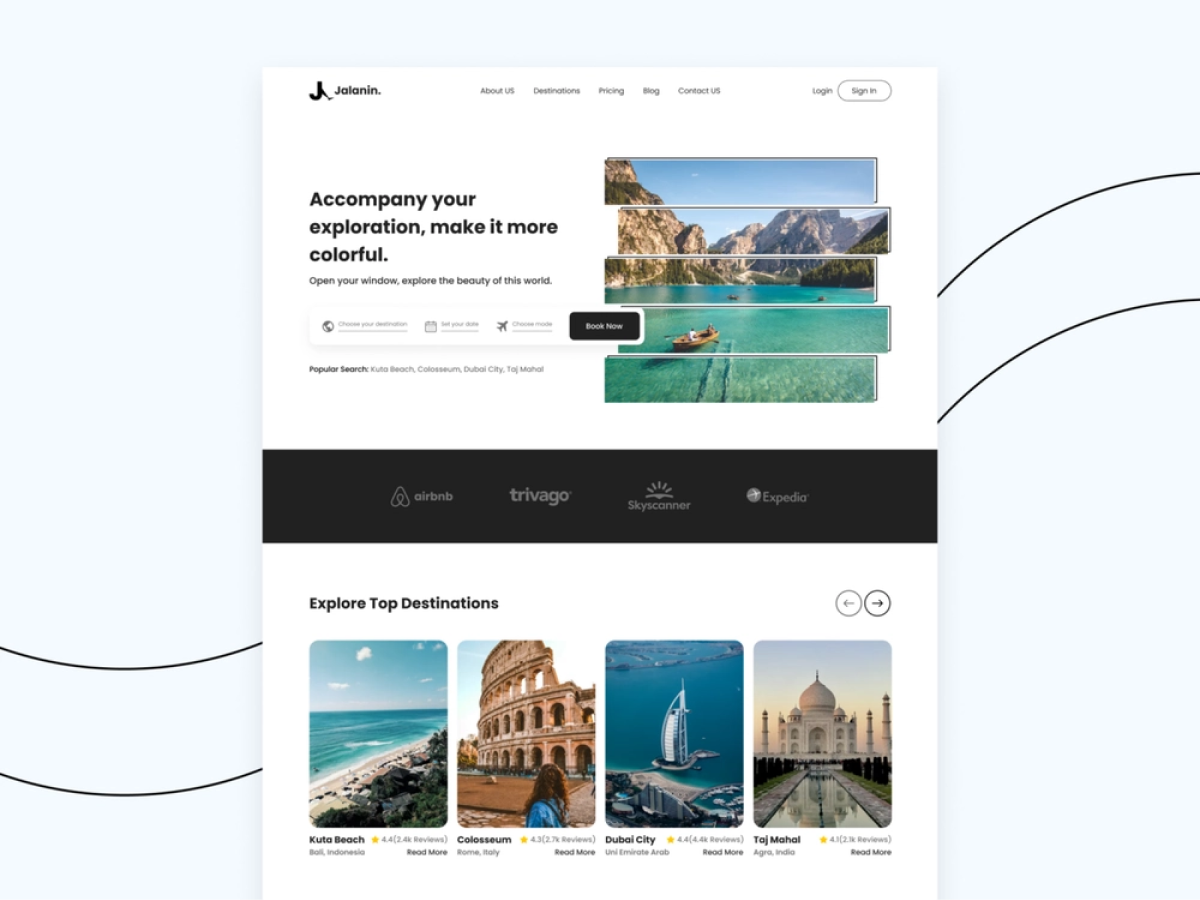 Jalanin.
About US Destinations Pricing Blog Contact US
Login Sign In
Accompany your
exploration, make it more
colorful.
Open your window, explore the beauty of this world.
Choose your destination Set your date Choose mode Book Now
Popular Search: Kuta Beach, Colosseum, Dubai City, Taj Mahal
airbnb trivago Skyscanner Expedia
Explore Top Destinations
Kuta Beach 4.4(2.4k Reviews)
Bali, Indonesia Read More
Colosseum 4.3(2.7k Reviews)
Rome, Italy Read More
Dubai City 4.4(4.4k Reviews)
Uni Emirate Arab Read More
Taj Mahal 4.1(2.1k Reviews)
Agra, India Read More